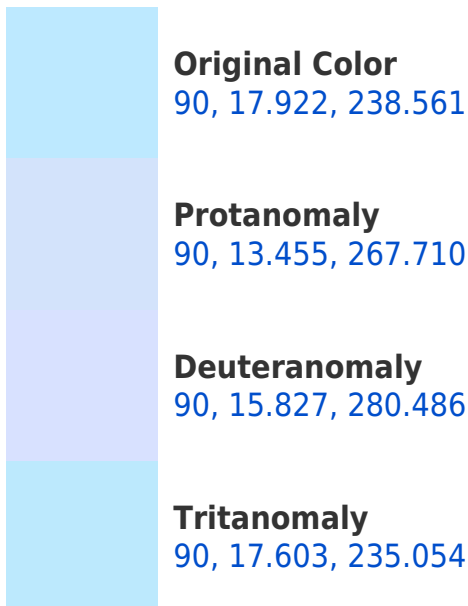 Original Color
90, 17.922, 238.561
Protanomaly
90, 13.455, 267.710
Deuteranomaly
90, 15.827, 280.486
Tritanomaly
90, 17.603, 235.054